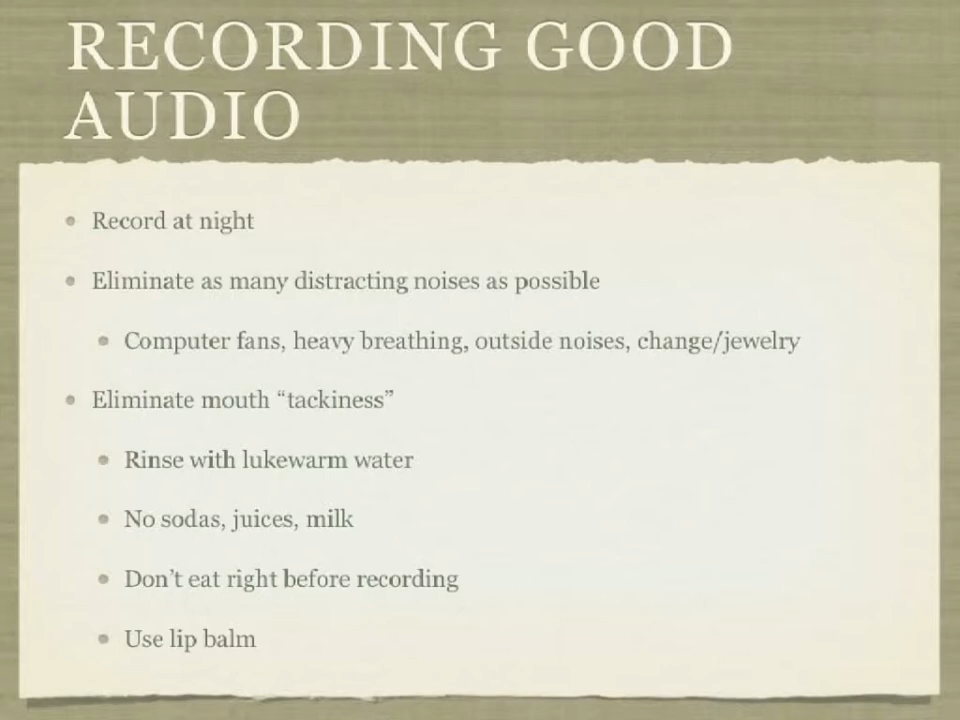 RECORDING GOOD
AUDIO
Record at night
Eliminate as many distracting noises as possible
Computer fans, heavy breathing, outside noises, change/jewelry
Eliminate mouth “tackiness”
Rinse with lukewarm water
No sodas, juices, milk
Don’t eat right before recording
Use lip balm